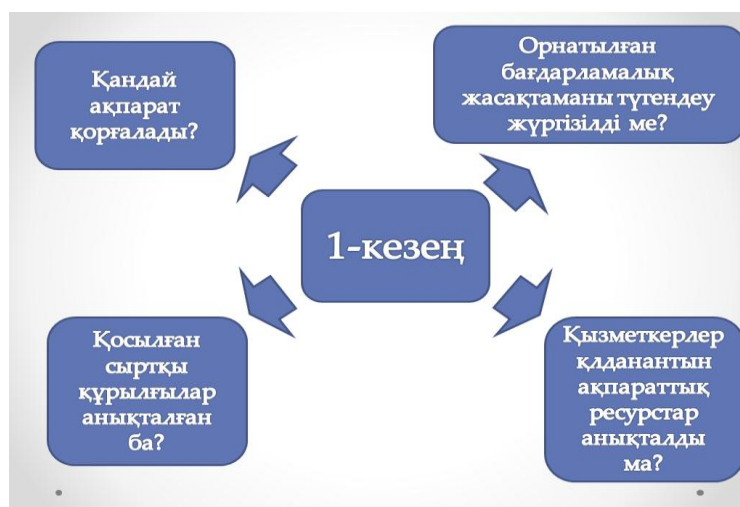 Қандай
ақпарат
қорғалады?
Орнатылған
бағдарламалық
жасақтаманы түгендеу
жүргізілді ме?
1-кезең
Қосылған
сыртқы
құрылғылар
анықталған
ба?
Қызметкерлер
қлданантын
ақпараттық
ресурстар
анықталды
ма?